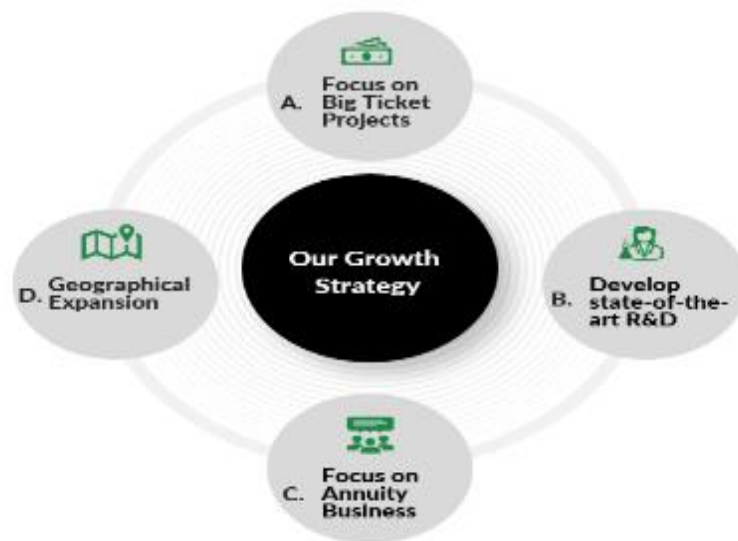 A. Focus on
Big Ticket
Projects
Our Growth
Strategy
D. Geographical
Expansion
B. Develop
state-of-the-
art R&D
C. Focus on
Annuity
Business